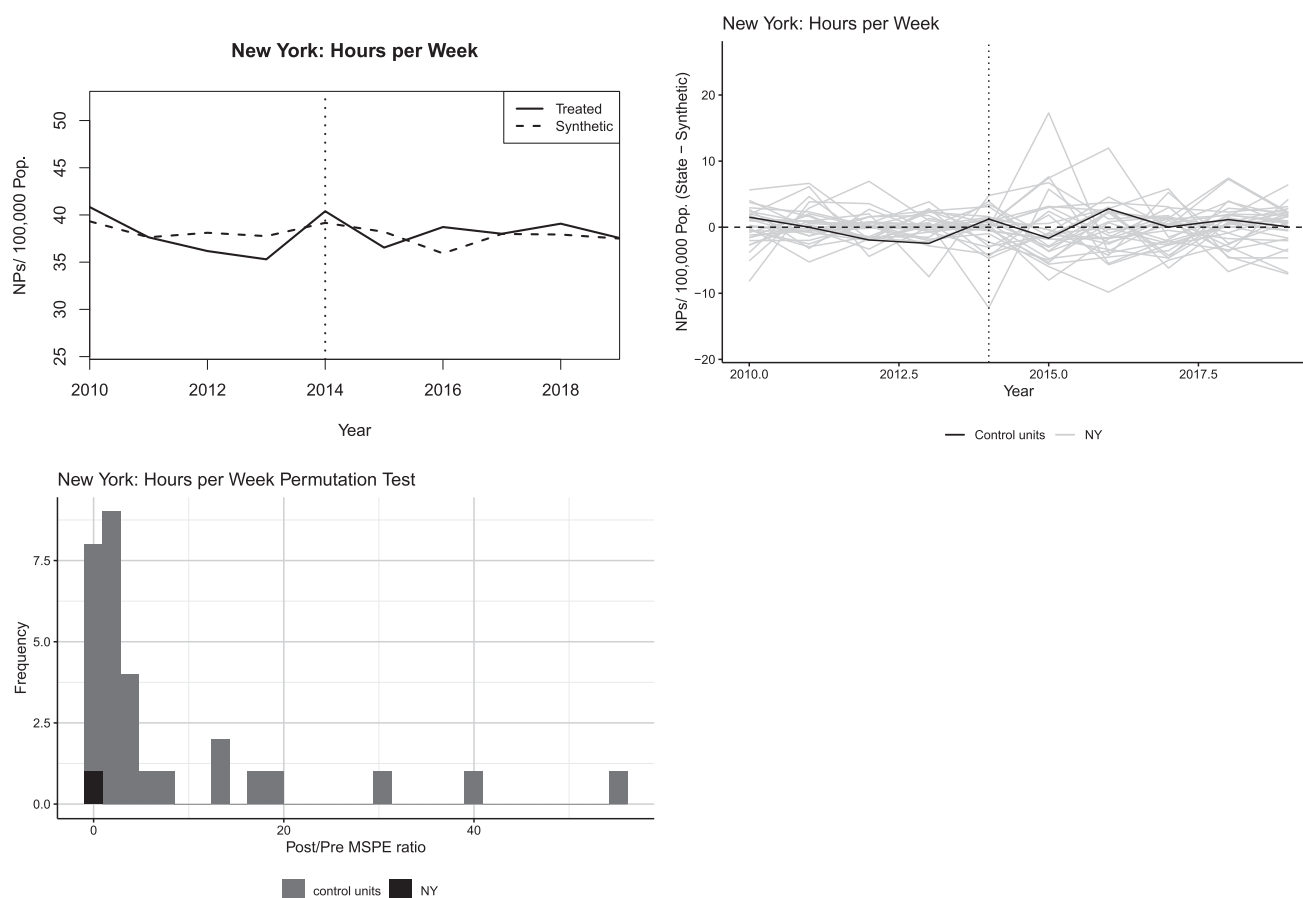 New York: Hours per Week
Treated
Synthetic
NPs/ 100,000 Pop.
50
45
40
35
30
25
2010
2012
2014
2016
2018
Year
New York: Hours per Week
NPs/ 100,000 Pop. (State − Synthetic)
20
10
0
−10
−20
2010.0
2012.5
2015.0
2017.5
Year
Control units
NY
New York: Hours per Week Permutation Test
Frequency
7.5
5.0
2.5
0.0
0
20
40
Post/Pre MSPE ratio
control units
NY